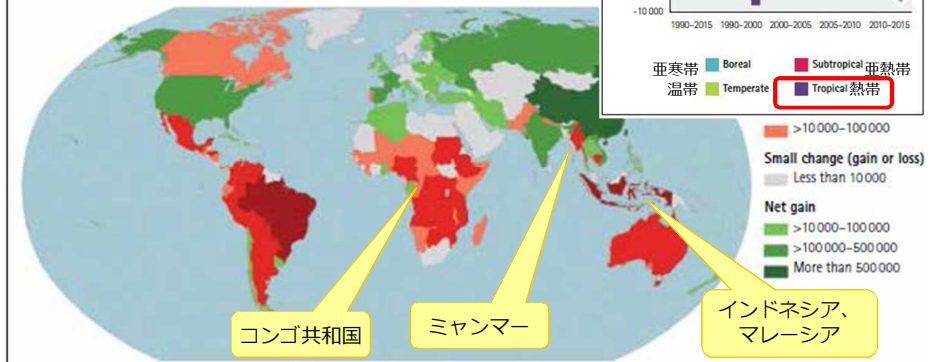 -10 000
1990–2015 1990–2000 2000–2005 2005–2010 2010–2015
亜寒帯 Boreal Subtropical 亜熱帯
温帯 Temperate Tropical 熱帯
>10 000–100 000
Small change (gain or loss)
Less than 10 000
Net gain
>10 000–100 000
>100 000–500 000
More than 500 000
コンゴ共和国
ミャンマー
インドネシア、
マレーシア